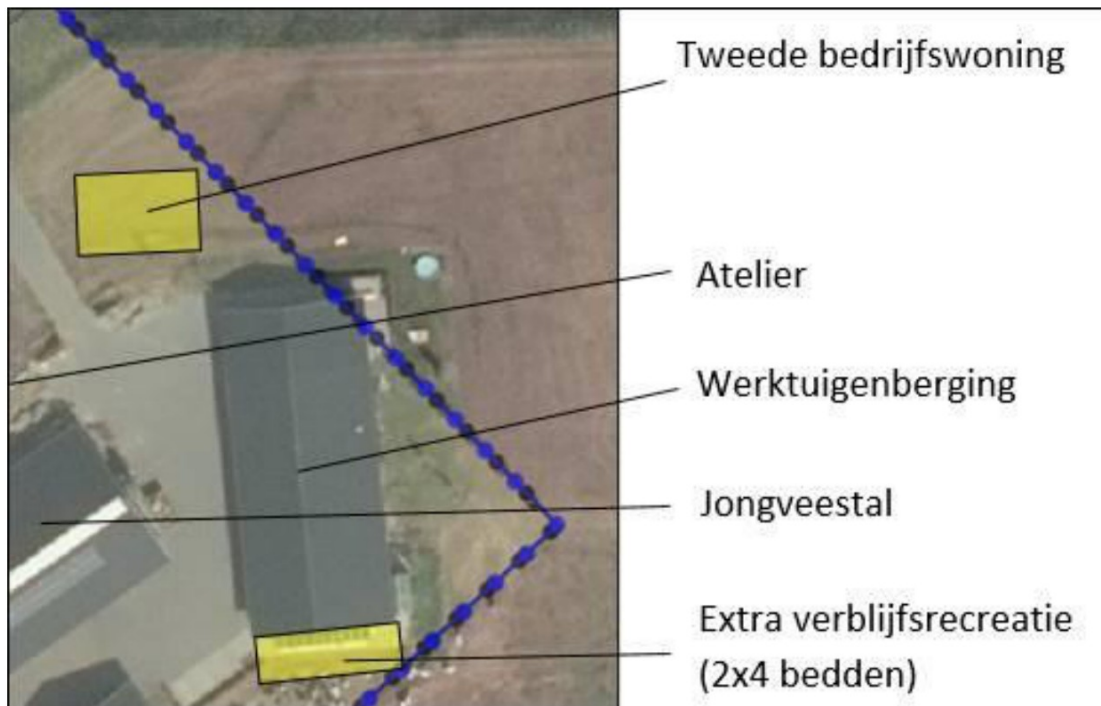 Tweede bedrijfswoning
Atelier
Werktuigenberging
Jongveestal
Extra verblijfsrecreatie
(2x4 bedden)